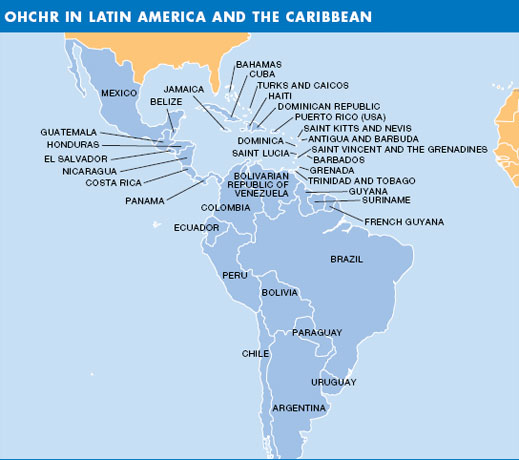 OHCHR IN LATIN AMERICA AND THE CARIBBEAN
BAHAMAS
CUBA
TURKS AND CAICOS
HAITI
DOMINICAN REPUBLIC
PUERTO RICO (USA)
SAINT KITTS AND NEVIS
ANTIGUA AND BARBUDA
SAINT VINCENT AND THE GRENADINES
BARBADOS
GRENADA
TRINIDAD AND TOBAGO
GUYANA
SURINAME
FRENCH GUYANA
MEXICO
JAMAICA
BELIZE
GUATEMALA
HONDURAS
EL SALVADOR
NICARAGUA
COSTA RICA
PANAMA
DOMINICA
SAINT LUCIA
BOLIVARIAN
REPUBLIC OF
VENEZUELA
COLOMBIA
ECUADOR
PERU
BRAZIL
BOLIVIA
PARAGUAY
CHILE
URUGUAY
ARGENTINA